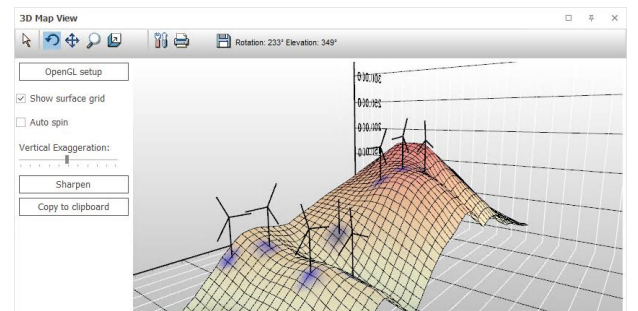 3D Map View
Rotation: 233° Elevation: 349°
OpenGL setup
Show surface grid
Auto spin
Vertical Exaggeration:
Sharpen
Copy to clipboard